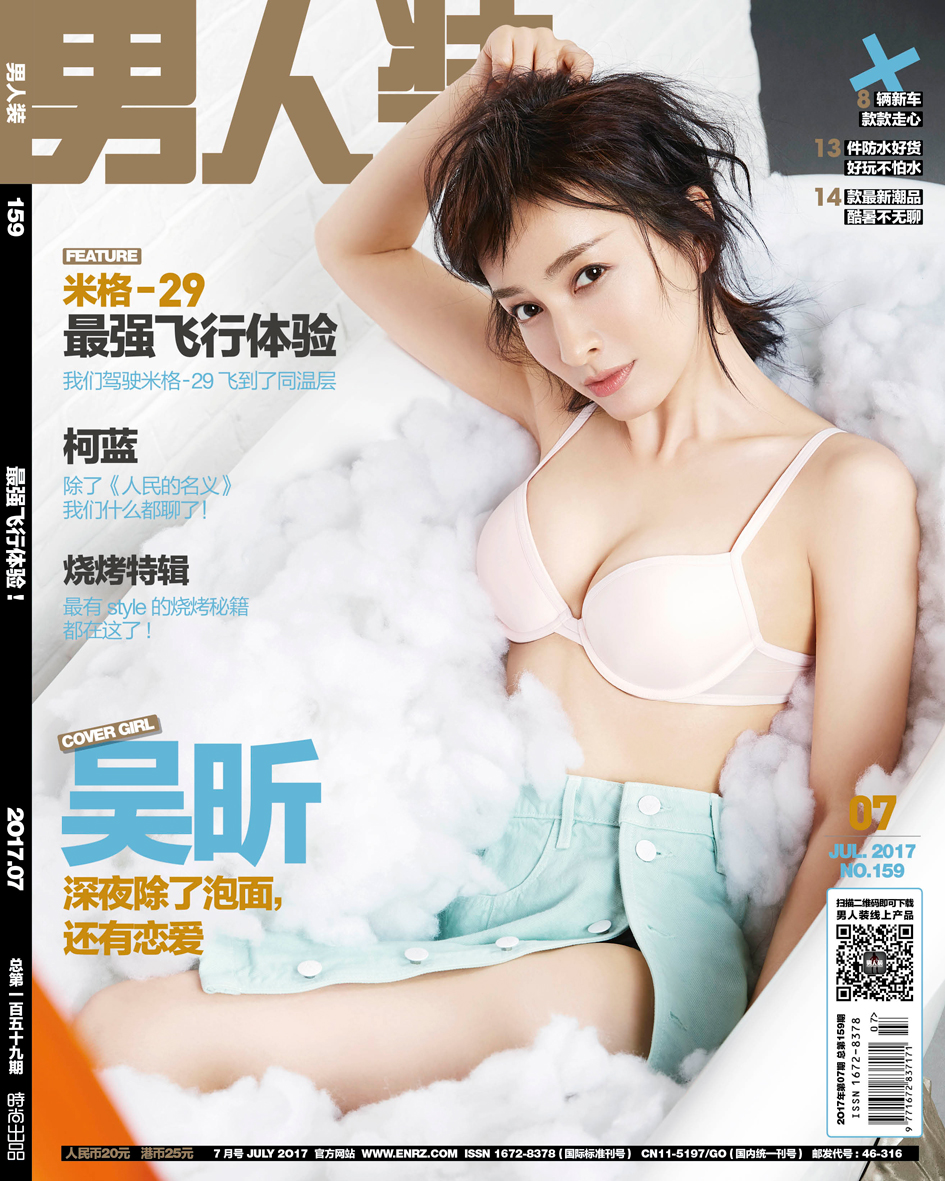 男人装
男人装
159
最强飞行体验!
2017.07
总第一百五十九期
時尚出品
8 辆新车
款款走心
13 件防水好货
好玩不怕水
14 款最新潮品
酷暑不无聊
FEATURE
米格-29
最强飞行体验
我们驾驶米格-29 飞到了同温层
柯蓝
除了《人民的名义》
我们什么都聊了!
烧烤特辑
最有 style 的烧烤秘籍
都在这了!
COVER GIRL
吴昕
深夜除了泡面,
还有恋爱
07
JUL. 2017
NO.159
扫描二维码即可下载
男人装线上产品
男人装
2017年第07期 总第159期
ISSN 1672-8378
07>
9 771672 837171
人民币20元 港币25元 7 月号 JULY 2017 官方网站 WWW.ENRZ.COM ISSN 1672-8378 (国际标准刊号) CN11-5197/GO (国内统一刊号) 邮发代号: 46-316